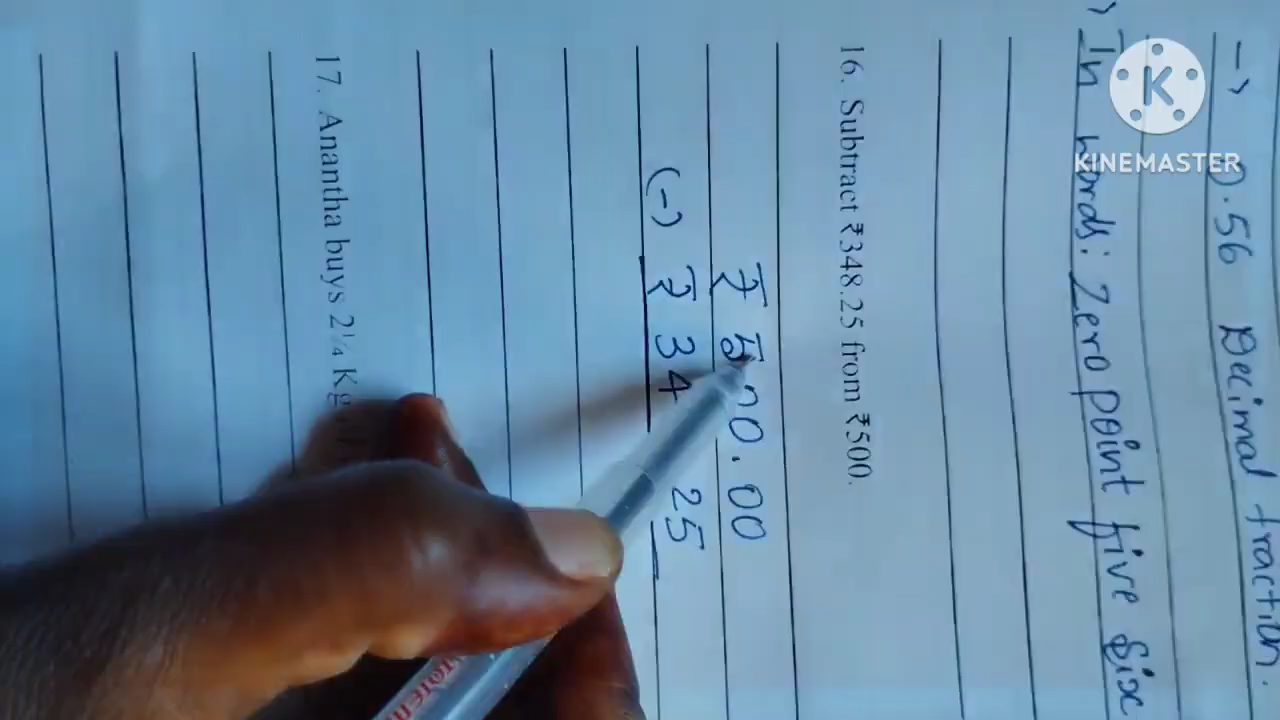 -> 0.56 Decimal fraction.
> In words: Zero point five six
16. Subtract ₹348.25 from ₹500.
₹ 500.00
(-) ₹ 34 25
17. Anantha buys 2¼ Kg
KINEMASTER